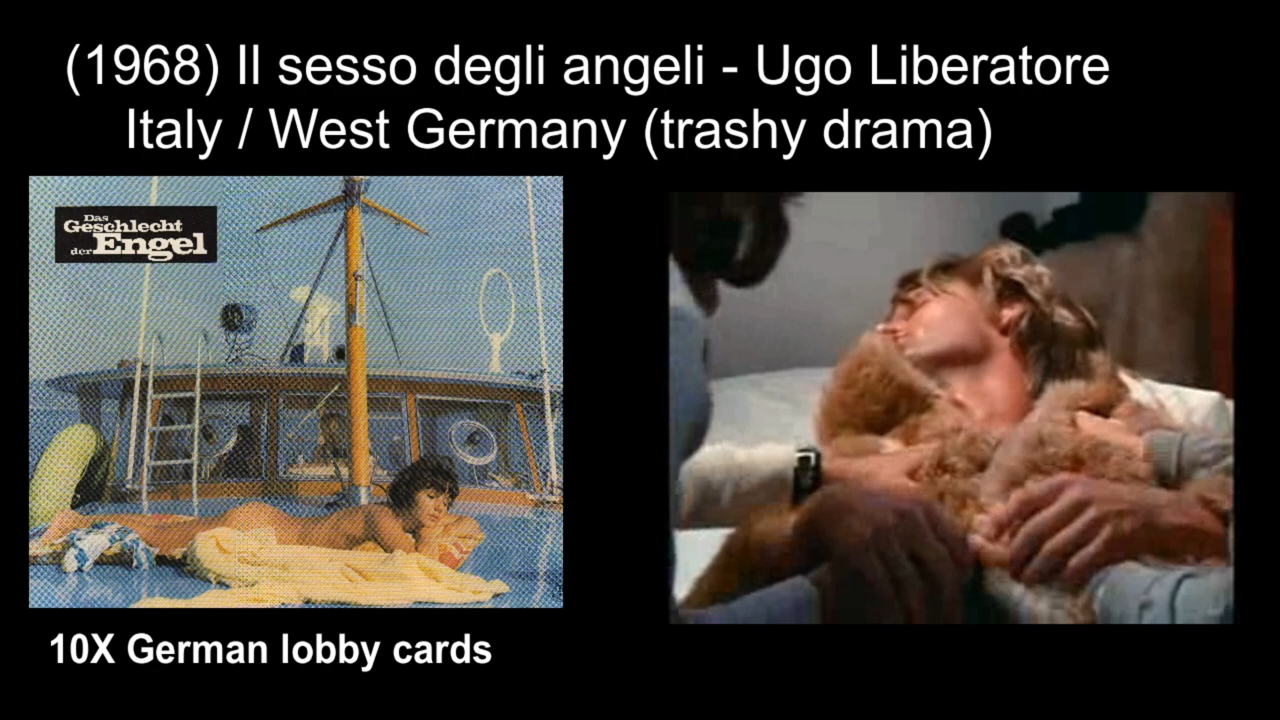 (1968) Il sesso degli angeli - Ugo Liberatore
Italy / West Germany (trashy drama)
Das
Geschlecht
der Engel
10X German lobby cards